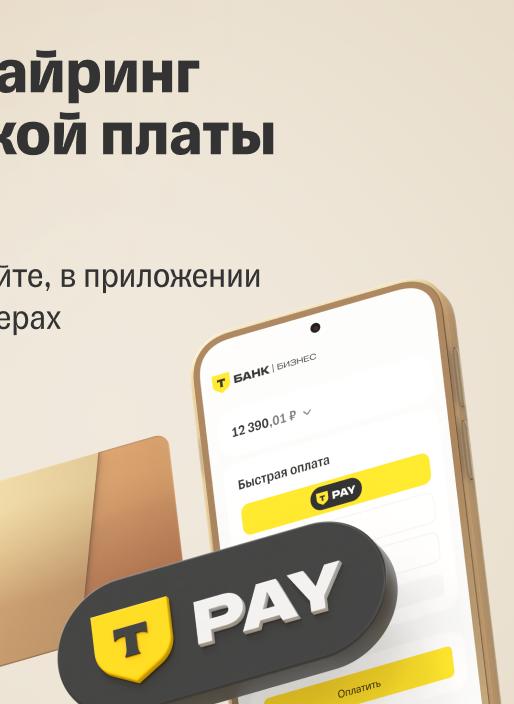 айринг
кой платы
йте, в приложении
ерах
Т БАНК | БИЗНЕС
12 390,01 ₽
Быстрая оплата
Т PAY
Т PAY
Оплатить